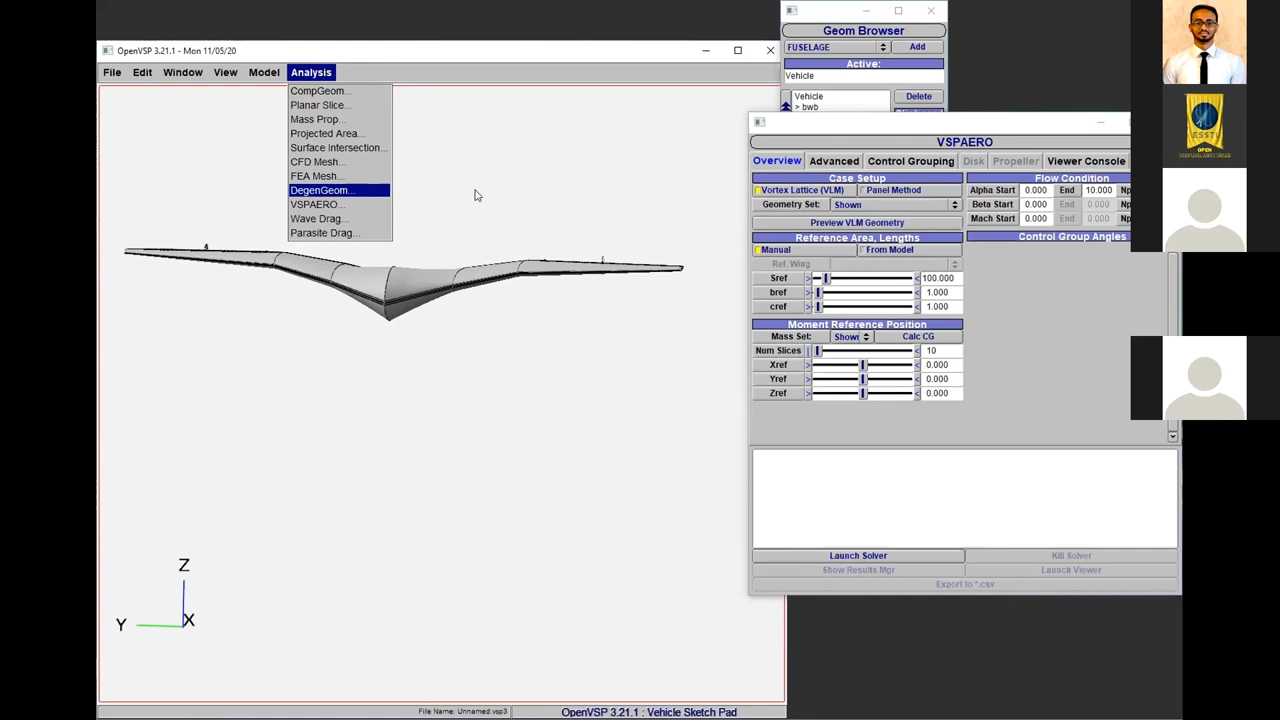 OpenVSP 3.21.1 - Mon 11/05/20
File Edit Window View Model Analysis
CompGeom...
Planar Slice...
Mass Prop...
Projected Area...
Surface Intersection...
CFD Mesh...
FEA Mesh...
DegenGeom...
VSPAERO...
Wave Drag...
Parasite Drag...
Z
Y
X
File Name: Unnamed.vsp3
OpenVSP 3.21.1 : Vehicle Sketch Pad
Geom Browser
FUSELAGE Add
Active:
Vehicle
Vehicle
> bwb
Delete
VSPAERO
Overview Advanced Control Grouping Disk Propeller Viewer Console
Case Setup
Vortex Lattice (VLM) Panel Method
Geometry Set: Shown
Preview VLM Geometry
Reference Area, Lengths
Manual From Model
Ref. Wing
Sref > < 100.000
bref > < 1.000
cref > < 1.000
Moment Reference Position
Mass Set: Shown Calc CG
Num Slices | < 10
Xref > < 0.000
Yref > < 0.000
Zref > < 0.000
Flow Condition
Alpha Start 0.000 End 10.000 Np
Beta Start 0.000 End 0.000 Np
Mach Start 0.000 End 0.000 Np
Control Group Angles
Launch Solver Kill Solver
Show Results Mgr Launch Viewer
Export to *.csv
ESSTI
OPEN